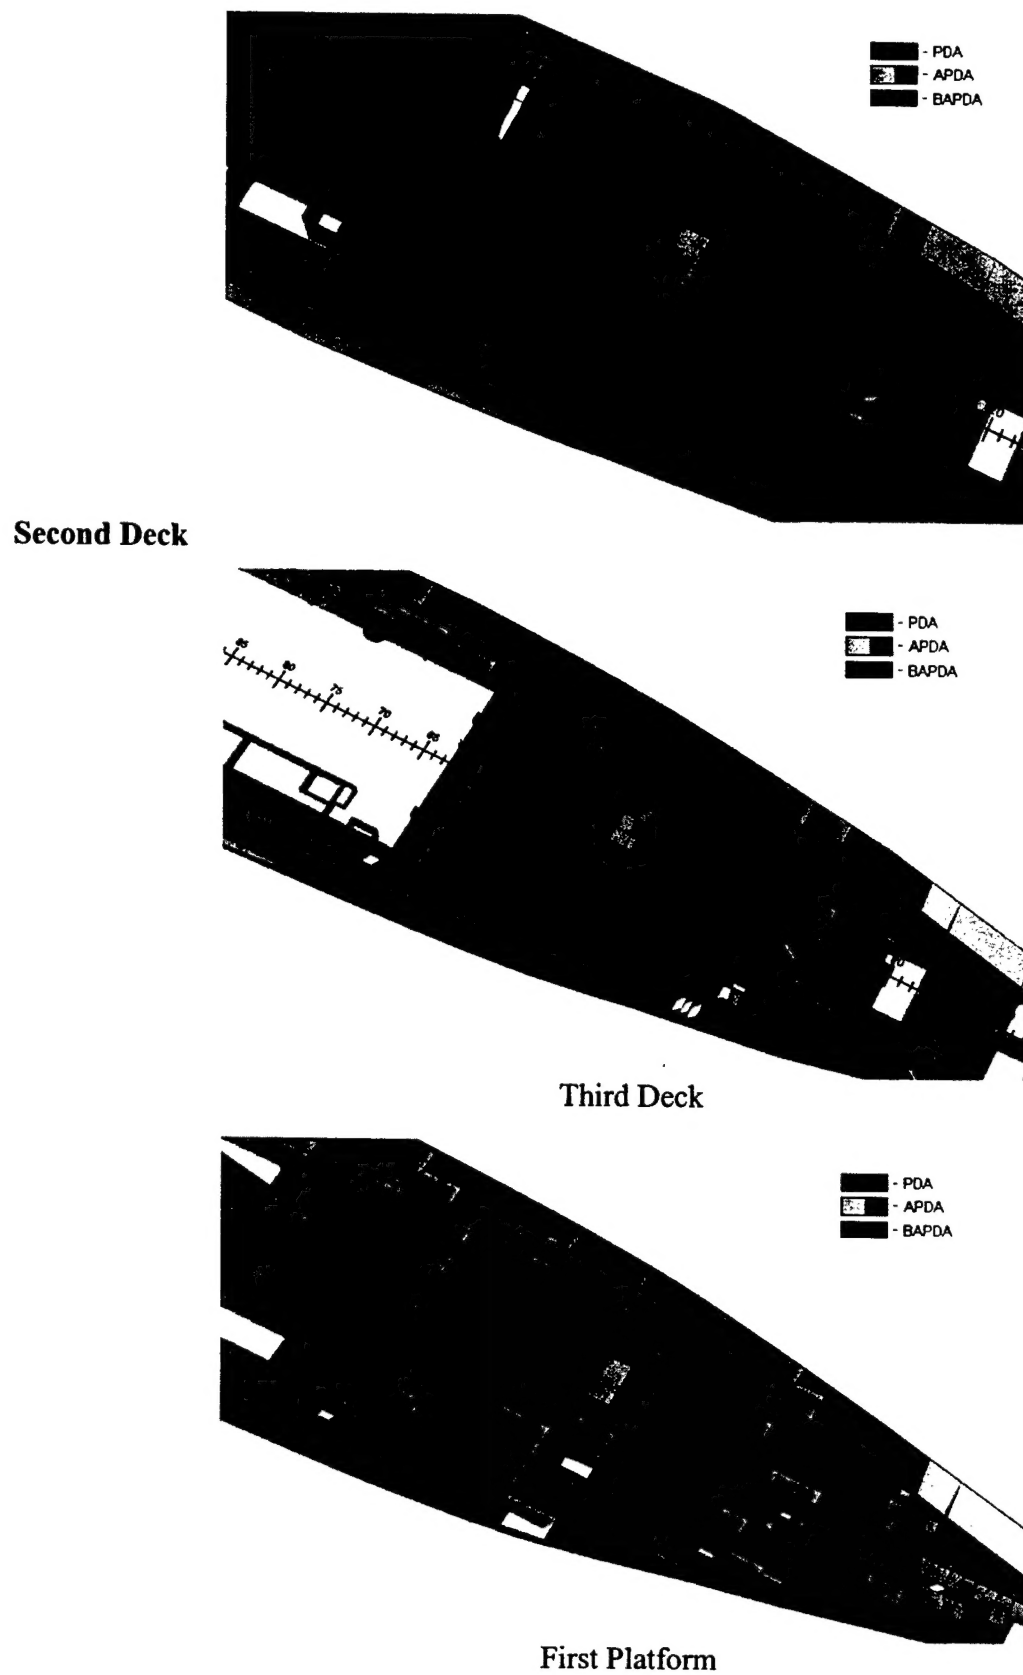 - PDA
- APDA
- BAPDA
Second Deck
- PDA
- APDA
- BAPDA
85
80
75
70
65
Third Deck
- PDA
- APDA
- BAPDA
First Platform